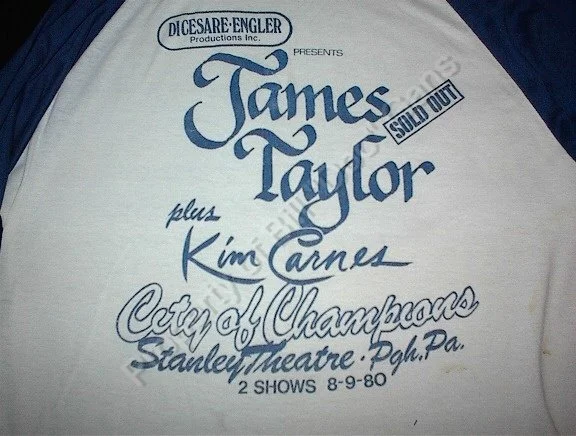 DICESARE·ENGLER
Productions Inc.
PRESENTS
James
SOLD OUT
Taylor
plus
Kim Carnes
City of Champions
Stanley Theatre · Pgh, Pa.
2 SHOWS 8-9-80